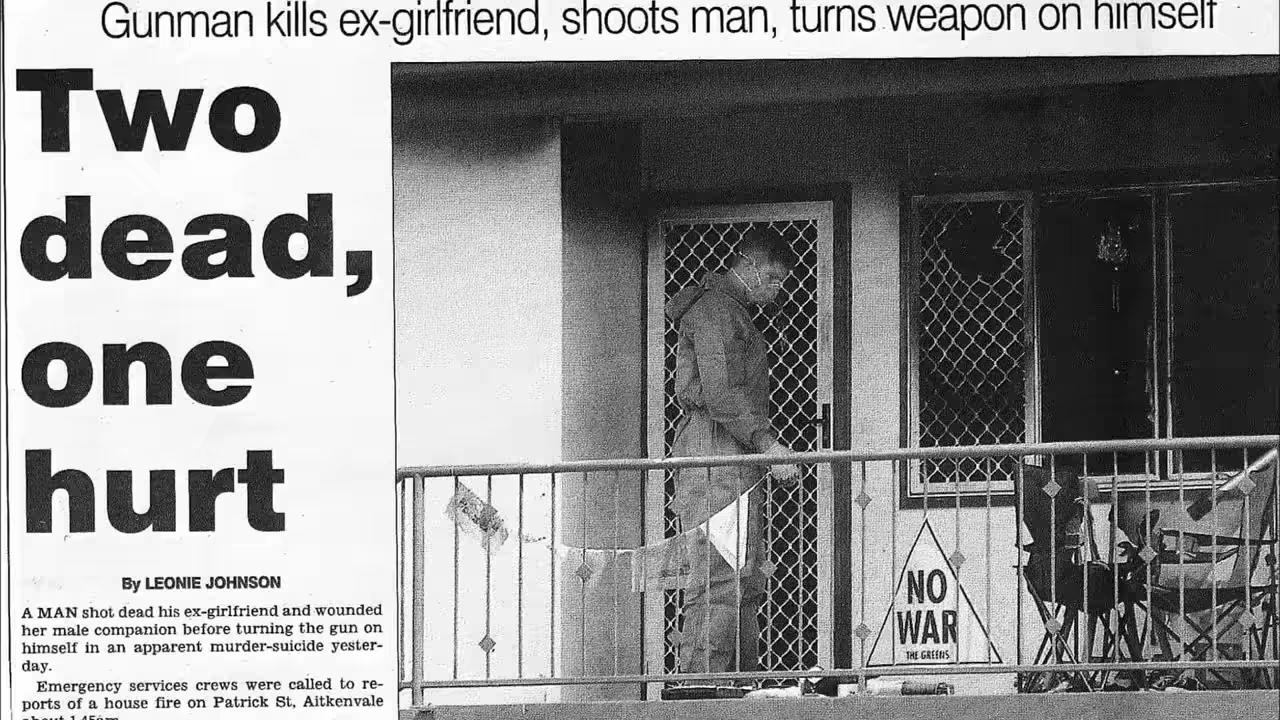 Gunman kills ex-girlfriend, shoots man, turns weapon on himself
Two
dead,
one
hurt
By LEONIE JOHNSON
A MAN shot dead his ex-girlfriend and wounded
her male companion before turning the gun on
himself in an apparent murder-suicide yester-
day.
Emergency services crews were called to re-
ports of a house fire on Patrick St, Aitkenvale
about 1.45am
NO
WAR
THE GREENS